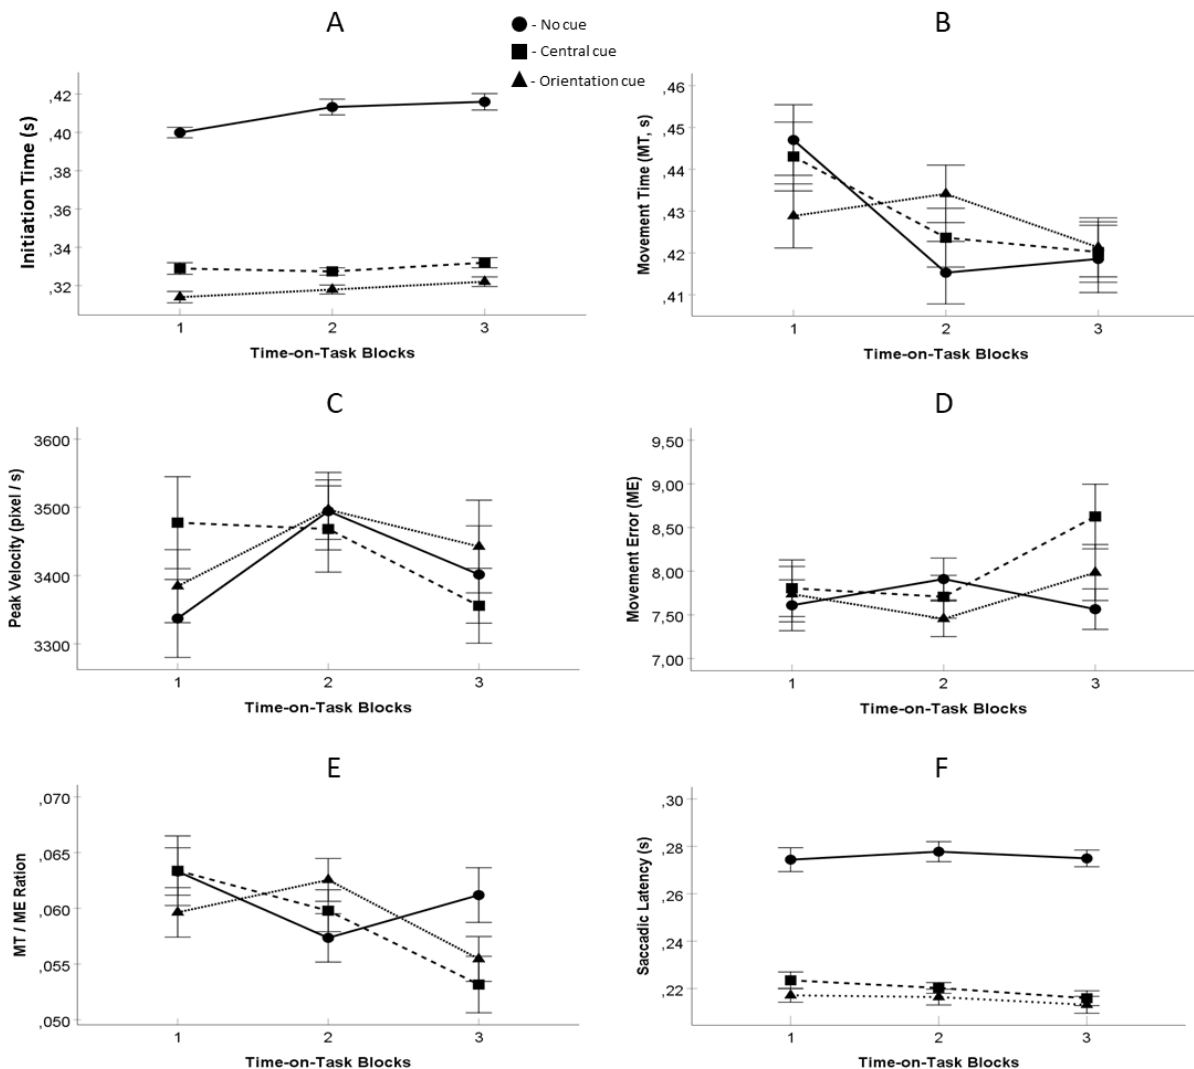 A
- No cue
- Central cue
- Orientation cue
B
Initiation Time (s)
,42
,40
,38
,36
,34
,32
1 2 3
Time-on-Task Blocks
Movement Time (MT, s)
,46
,45
,44
,43
,42
,41
1 2 3
Time-on-Task Blocks
C
Peak Velocity (pixel / s)
3600
3500
3400
3300
1 2 3
Time-on-Task Blocks
D
Movement Error (ME)
9,50
9,00
8,50
8,00
7,50
7,00
1 2 3
Time-on-Task Blocks
E
MT / ME Ration
,070
,065
,060
,055
,050
1 2 3
Time-on-Task Blocks
F
Saccadic Latency (s)
,30
,28
,26
,24
,22
1 2 3
Time-on-Task Blocks